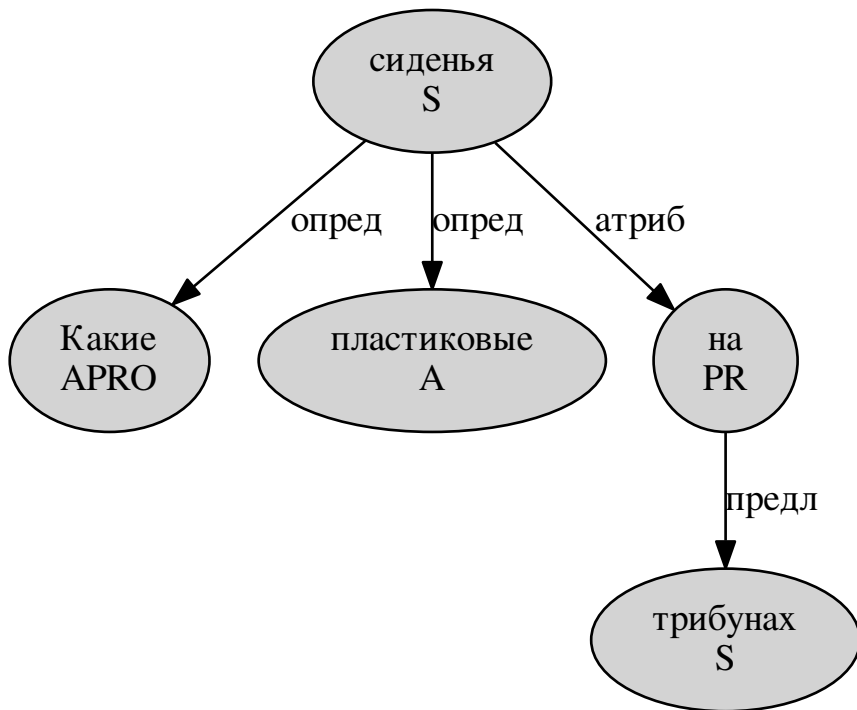 сиденья
S
опред
опред
атриб
Какие
APRO
пластиковые
A
на
PR
предл
трибунах
S